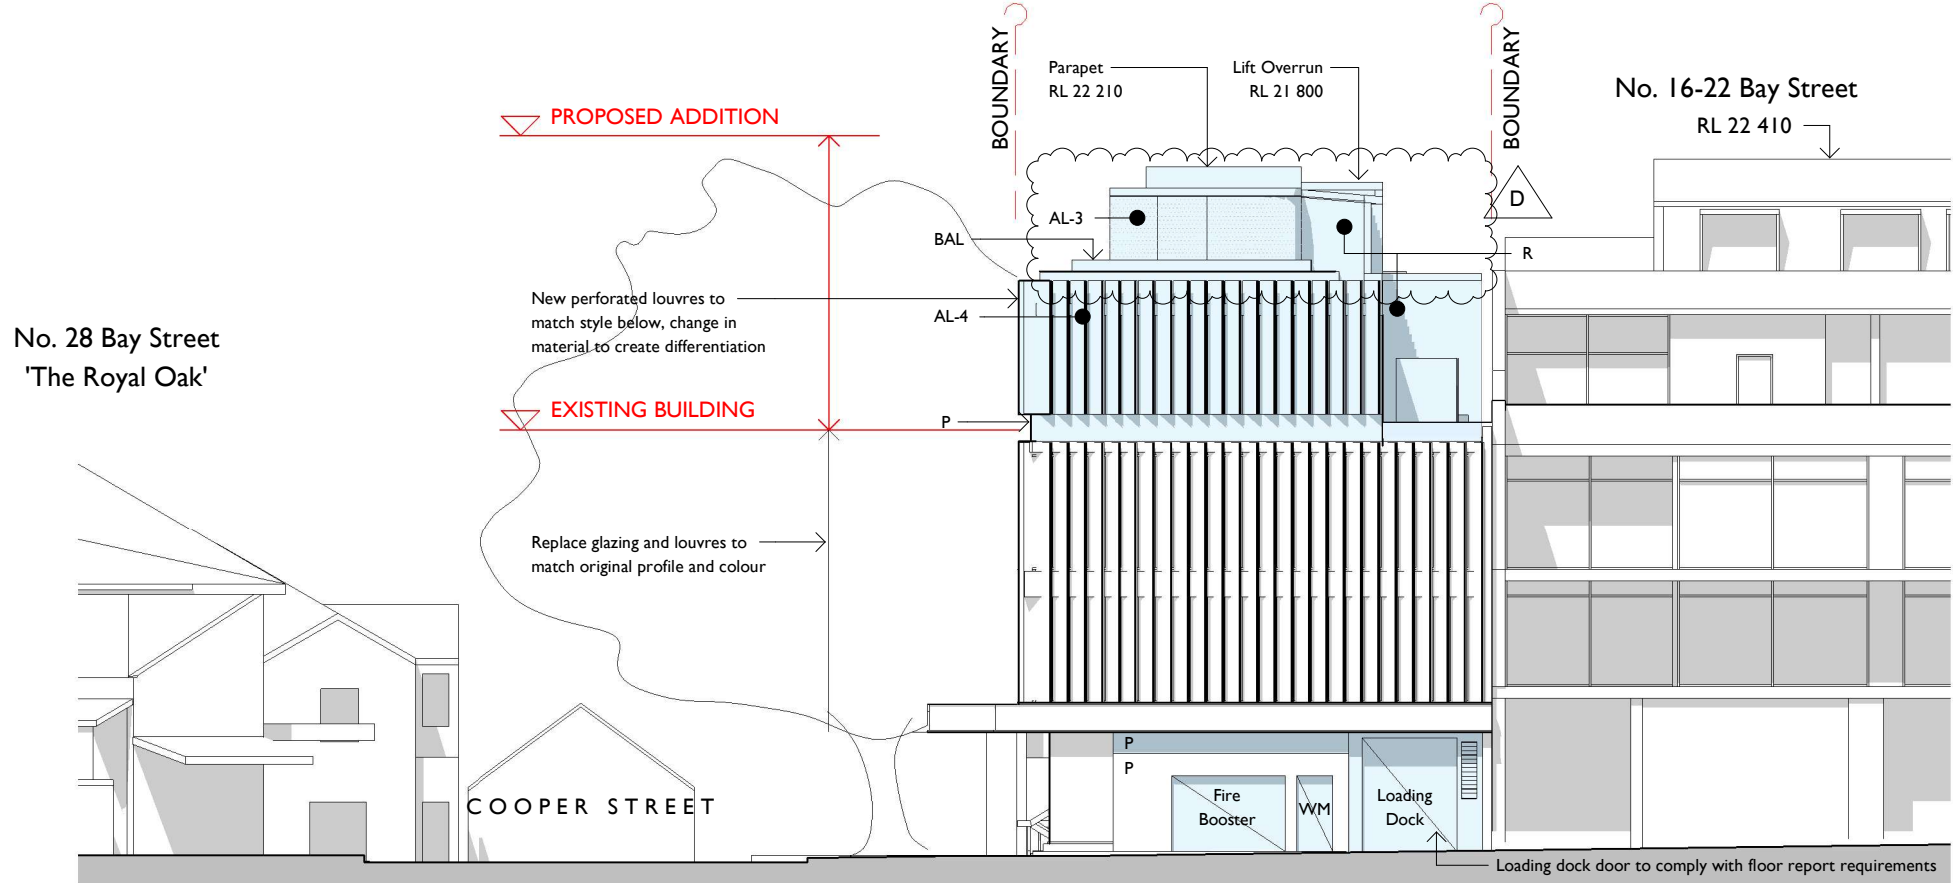 BOUNDARY
BOUNDARY
Parapet
RL 22 210
Lift Overrun
RL 21 800
No. 16-22 Bay Street
RL 22 410
PROPOSED ADDITION
D
AL-3
BAL
R
New perforated louvres to
match style below, change in
material to create differentiation
AL-4
No. 28 Bay Street
'The Royal Oak'
EXISTING BUILDING
P
Replace glazing and louvres to
match original profile and colour
P
P
COOPER STREET
Fire
Booster
WM
Loading
Dock
Loading dock door to comply with floor report requirements